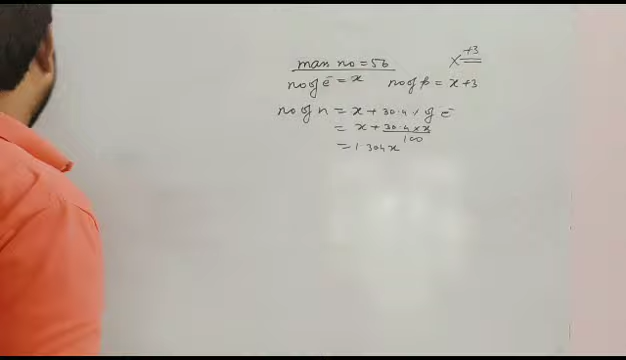 mass no = 56 X +3
no of e⁻ = x no of p = x + 3
no of n = x + 30.4 % of e⁻
= x + 30.4 × x / 100
= 1.304x